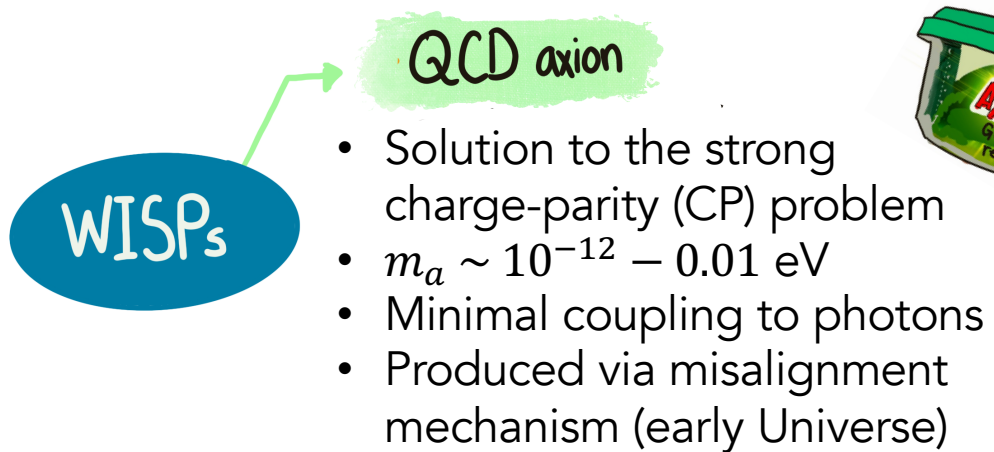 QCD axion
WISPs
• Solution to the strong
charge-parity (CP) problem
• mₐ ~ 10⁻¹² − 0.01 eV
• Minimal coupling to photons
• Produced via misalignment
mechanism (early Universe)